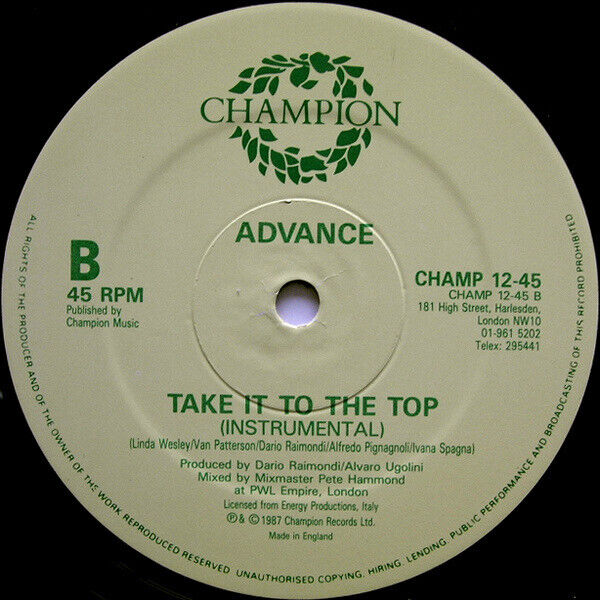 CHAMPION
ADVANCE
B
45 RPM
Published by
Champion Music
CHAMP 12-45
CHAMP 12-45 B
181 High Street, Harlesden,
London NW10
01-961 5202
Telex: 295441
TAKE IT TO THE TOP
(INSTRUMENTAL)
(Linda Wesley/Van Patterson/Dario Raimondi/Alfredo Pignagnoli/Ivana Spagna)
Produced by Dario Raimondi/Alvaro Ugolini
Mixed by Mixmaster Pete Hammond
at PWL Empire, London
Licensed from Energy Productions, Italy
℗& ©1987 Champion Records Ltd.
Made in England
ALL RIGHTS OF THE PRODUCER AND OF THE OWNER OF THE WORK REPRODUCED RESERVED. UNAUTHORISED COPYING, HIRING, LENDING, PUBLIC PERFORMANCE AND BROADCASTING OF THIS RECORD PROHIBITED